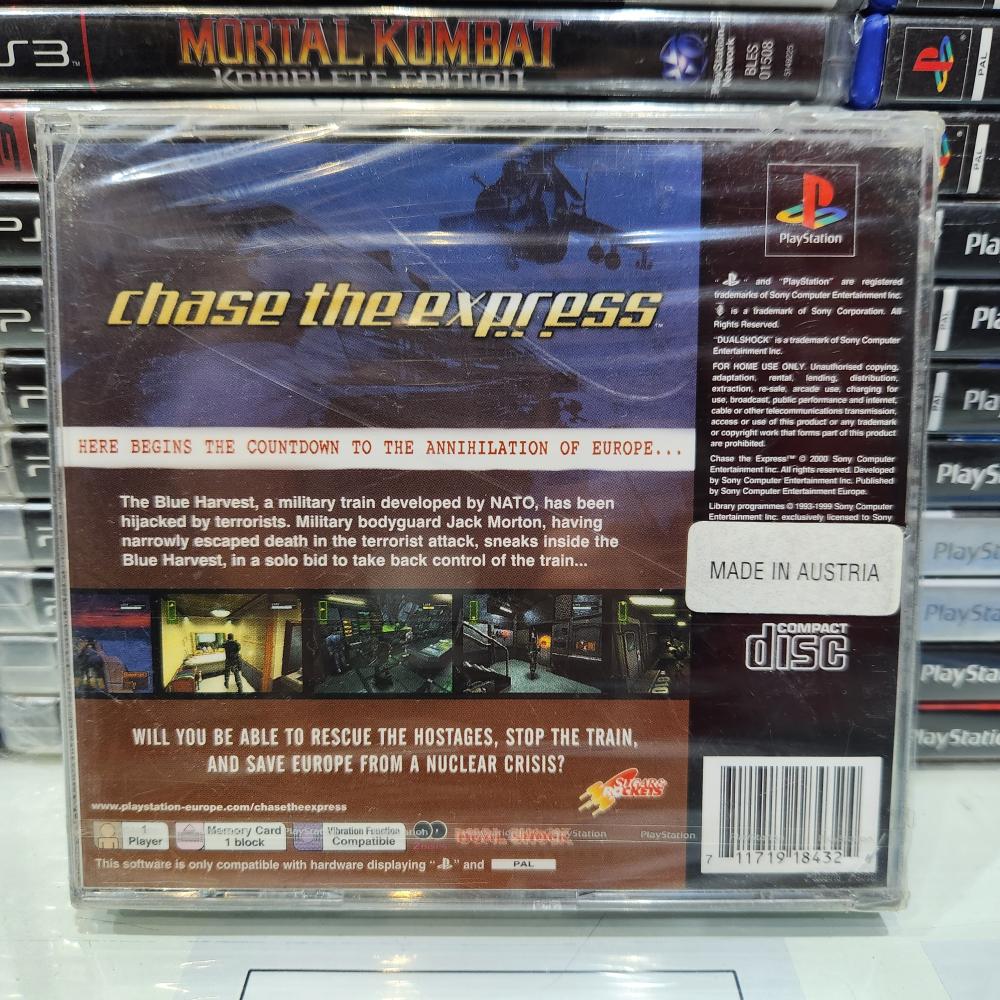 PS3
MORTAL KOMBAT
KOMPLETE EDITION
PlayStation
Network
BLES
01508
PAL
PlayStation
chase the express
"PS" and "PlayStation" are registered
trademarks of Sony Computer Entertainment Inc.
is a trademark of Sony Corporation. All
Rights Reserved.
"DUALSHOCK" is a trademark of Sony Computer
Entertainment Inc.
FOR HOME USE ONLY. Unauthorised copying,
adaptation, rental, lending, distribution,
extraction, re-sale, arcade use, charging for
use, broadcast, public performance and internet,
cable or other telecommunications transmission,
access or use of this product or any trademark
or copyright work that forms part of this product
are prohibited.
Chase the Express™ © 2000 Sony Computer
Entertainment Inc. All rights reserved. Developed
by Sony Computer Entertainment Inc. Published
by Sony Computer Entertainment Europe.
Library programmes © 1993-1999 Sony Computer
Entertainment Inc. exclusively licensed to Sony
HERE BEGINS THE COUNTDOWN TO THE ANNIHILATION OF EUROPE...
The Blue Harvest, a military train developed by NATO, has been
hijacked by terrorists. Military bodyguard Jack Morton, having
narrowly escaped death in the terrorist attack, sneaks inside the
Blue Harvest, in a solo bid to take back control of the train...
MADE IN AUSTRIA
COMPACT
disc
WILL YOU BE ABLE TO RESCUE THE HOSTAGES, STOP THE TRAIN,
AND SAVE EUROPE FROM A NUCLEAR CRISIS?
SUGAR &
ROCKETS
www.playstation-europe.com/chasetheexpress
1
Player
Memory Card
1 block
Vibration Function
Compatible
DUAL SHOCK
PlayStation
This software is only compatible with hardware displaying "PS" and PAL
7 11719 18432